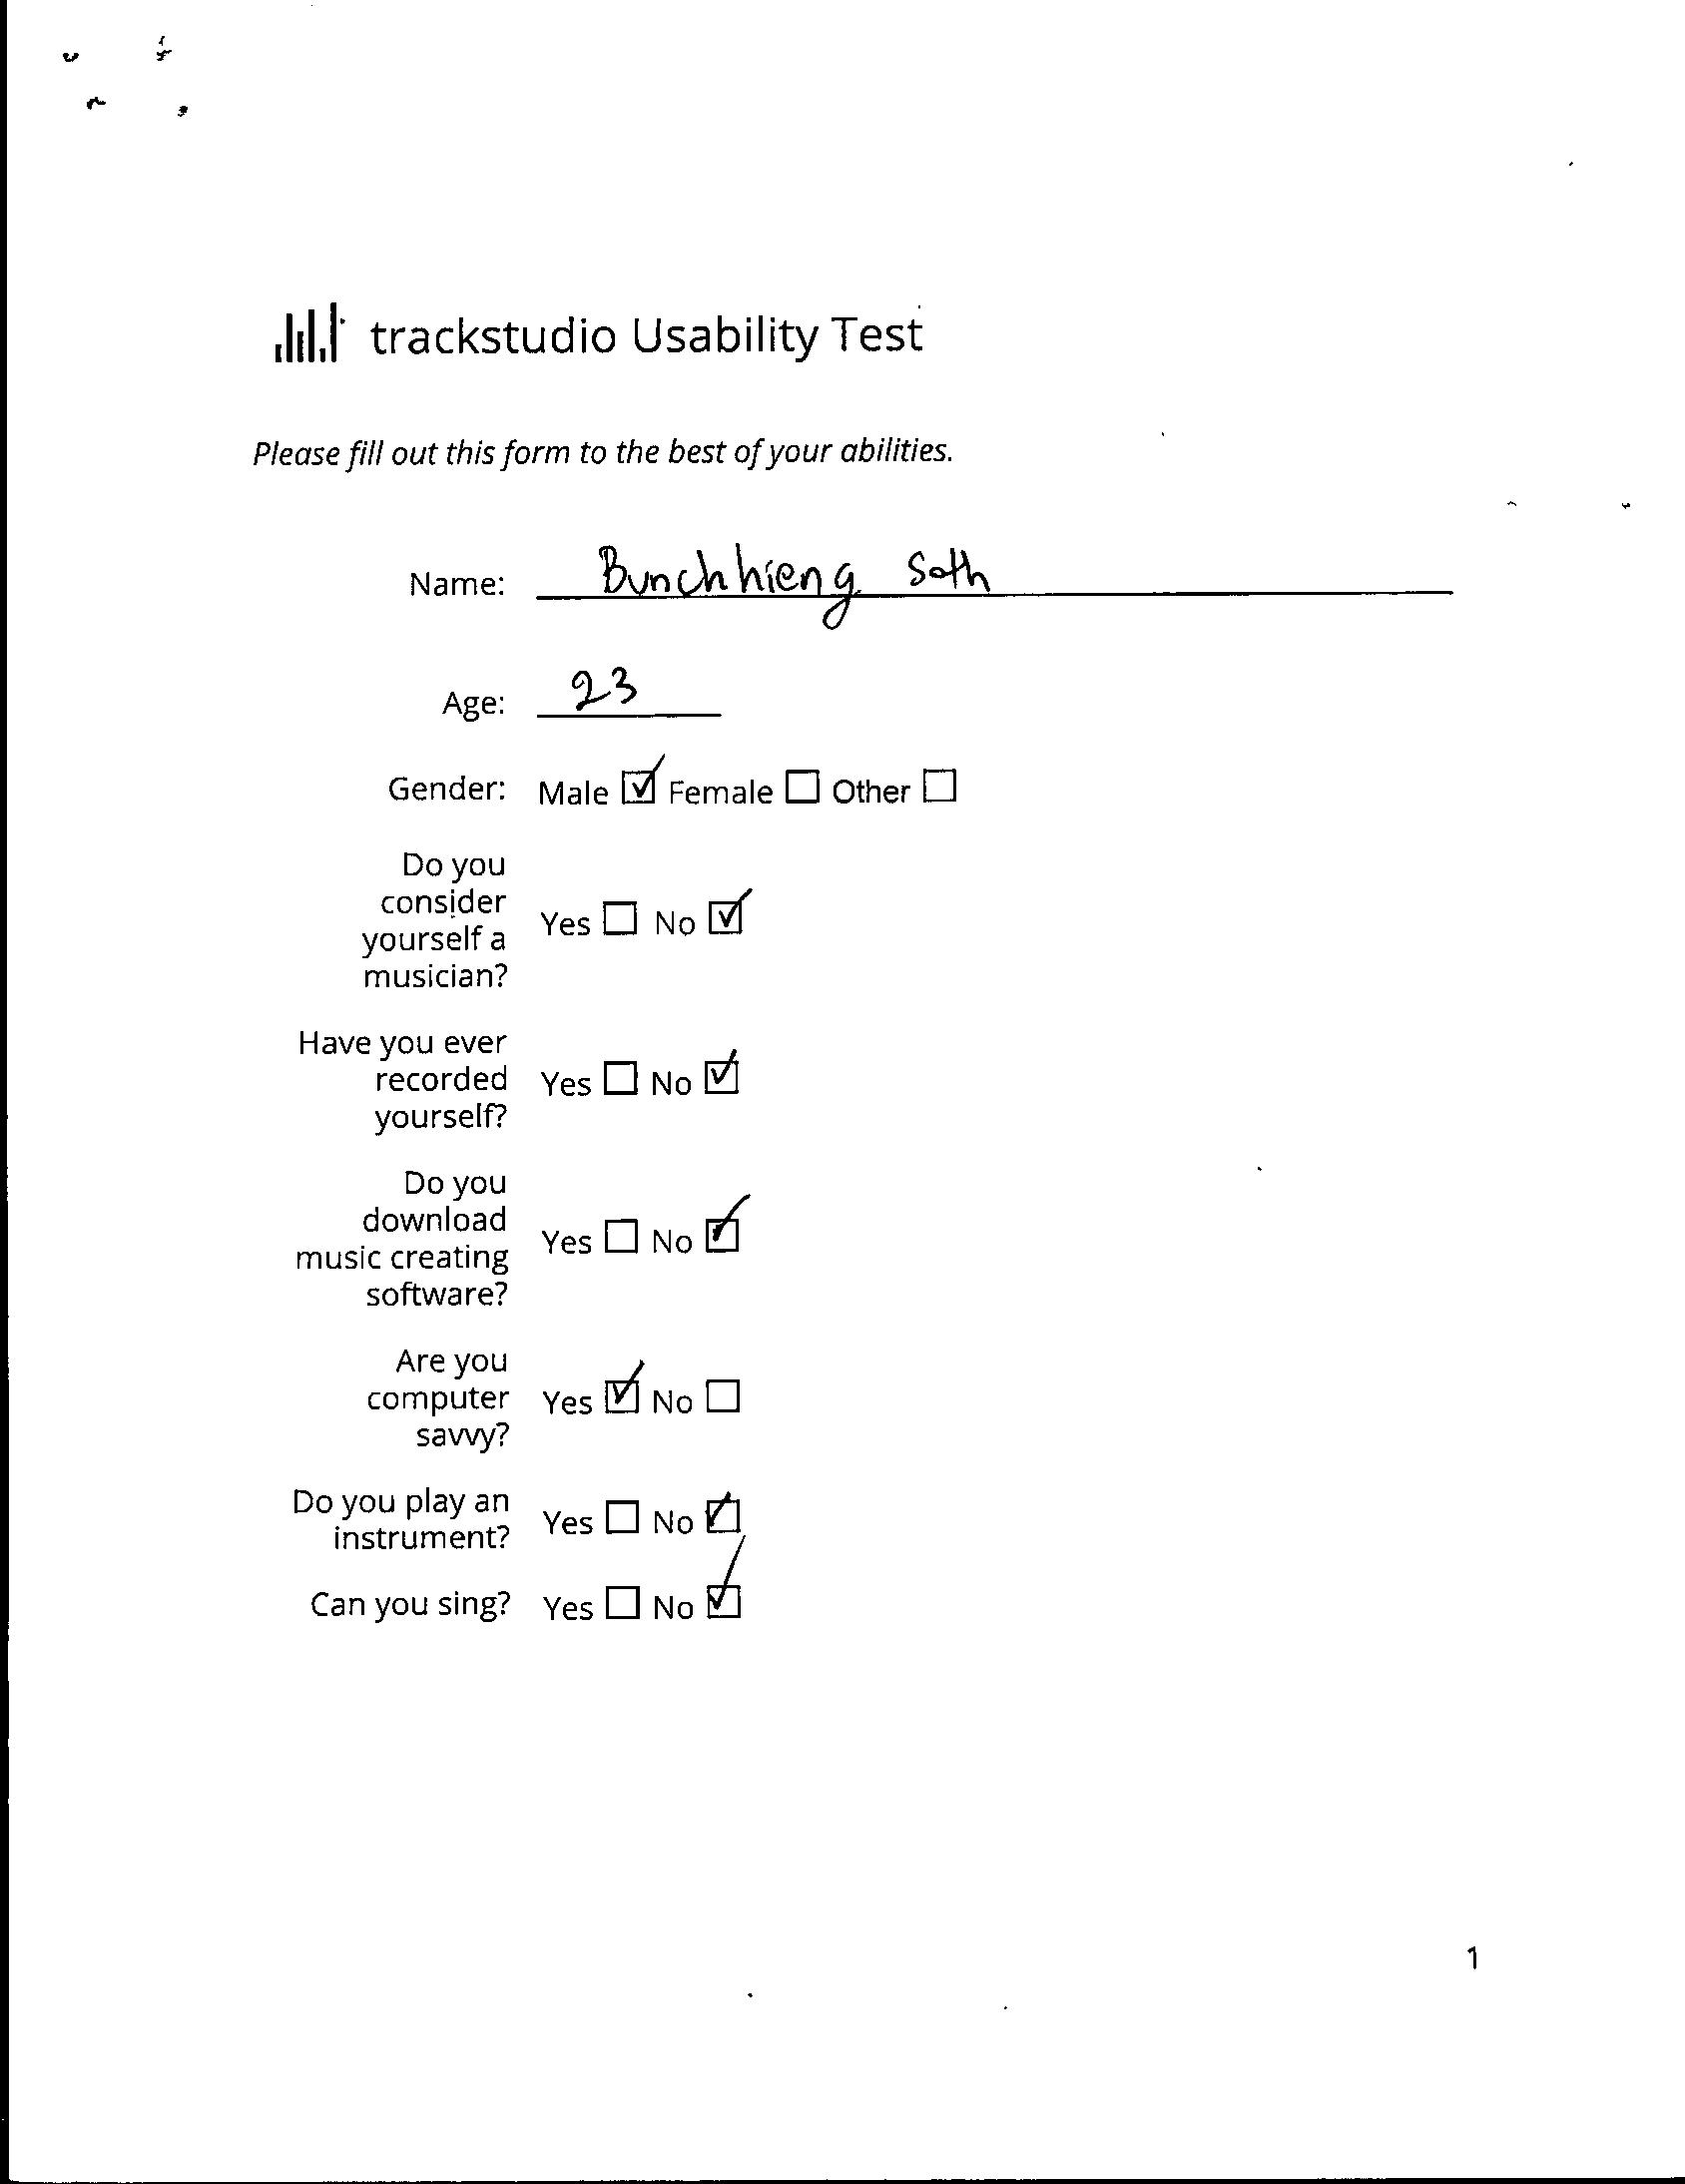 trackstudio Usability Test
Please fill out this form to the best of your abilities.
Name: Bunchhieng Soth
Age: 23
Gender: Male ☑ Female ☐ Other ☐
Do you
consider
yourself a
musician?
Yes ☐ No ☑
Have you ever
recorded
yourself?
Yes ☐ No ☑
Do you
download
music creating
software?
Yes ☐ No ☑
Are you
computer
savvy?
Yes ☑ No ☐
Do you play an
instrument?
Yes ☐ No ☑
Can you sing? Yes ☐ No ☑
1